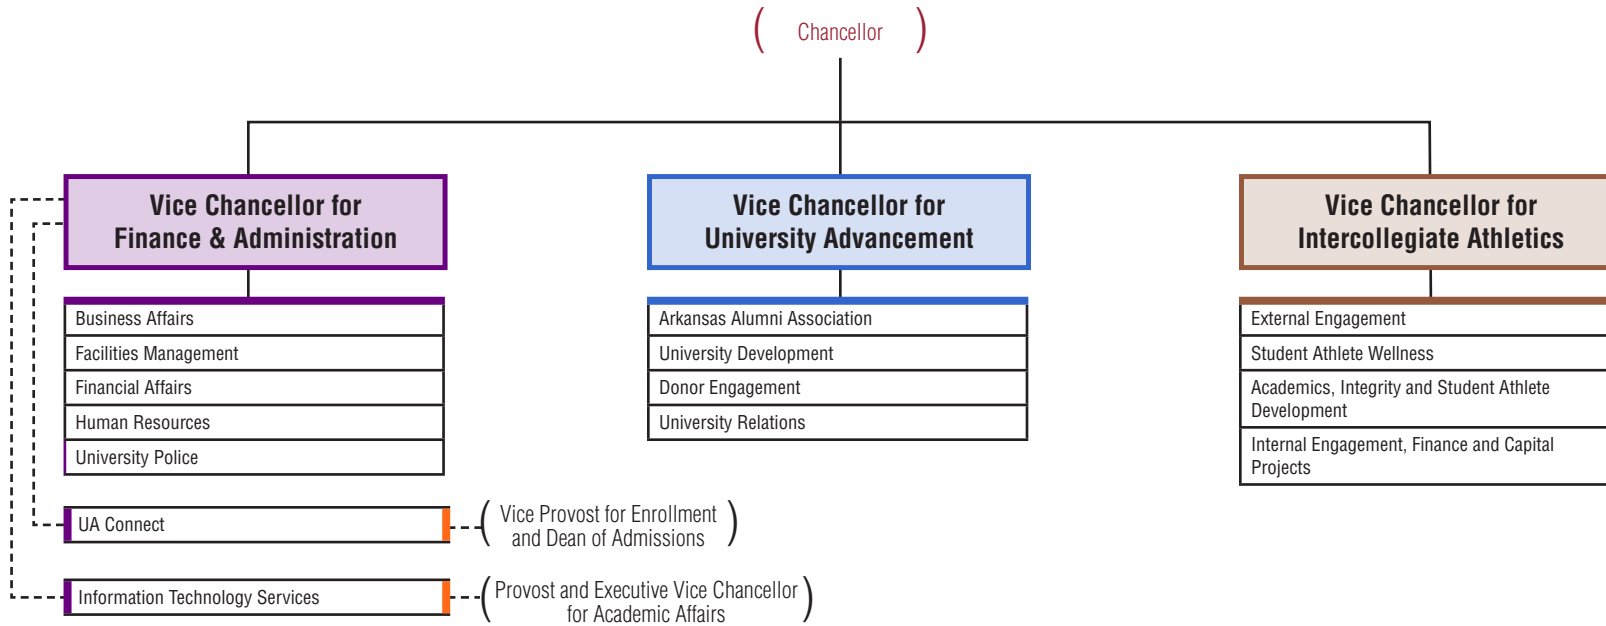 ( Chancellor )
Vice Chancellor for
Finance & Administration
Business Affairs
Facilities Management
Financial Affairs
Human Resources
University Police
UA Connect
( Vice Provost for Enrollment
and Dean of Admissions )
Information Technology Services
( Provost and Executive Vice Chancellor
for Academic Affairs )
Vice Chancellor for
University Advancement
Arkansas Alumni Association
University Development
Donor Engagement
University Relations
Vice Chancellor for
Intercollegiate Athletics
External Engagement
Student Athlete Wellness
Academics, Integrity and Student Athlete
Development
Internal Engagement, Finance and Capital
Projects